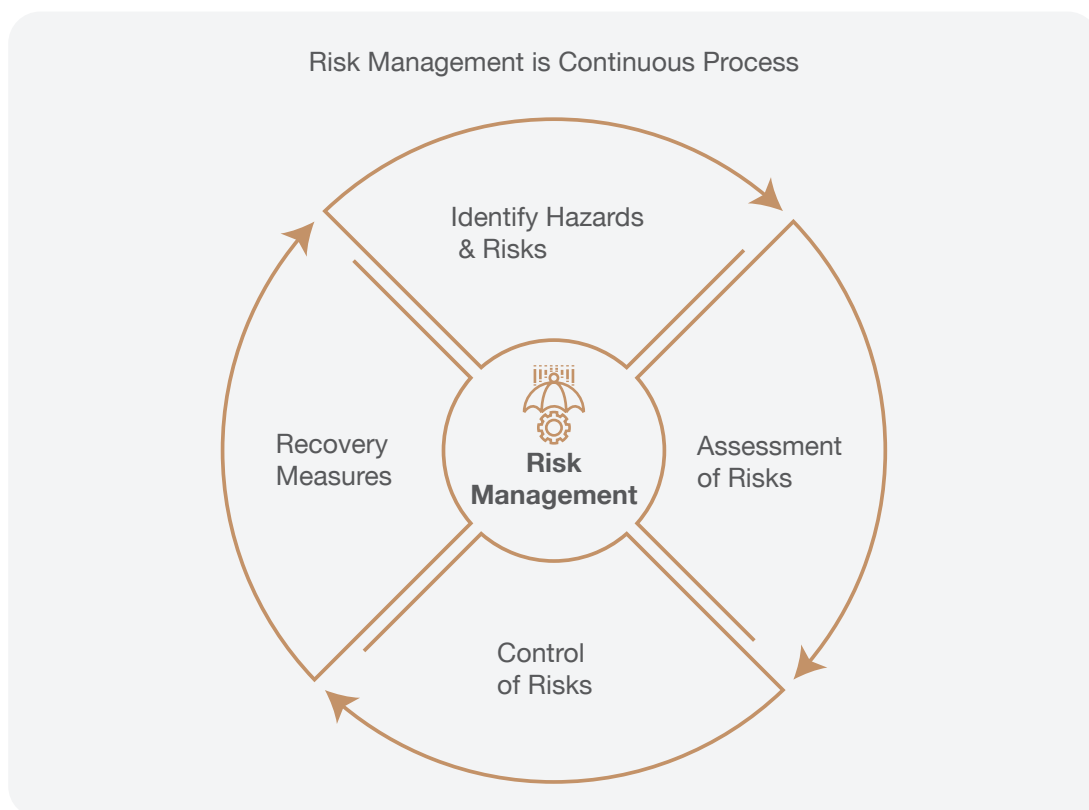 Risk Management is Continuous Process
Identify Hazards
& Risks
Assessment
of Risks
Control
of Risks
Recovery
Measures
Risk
Management